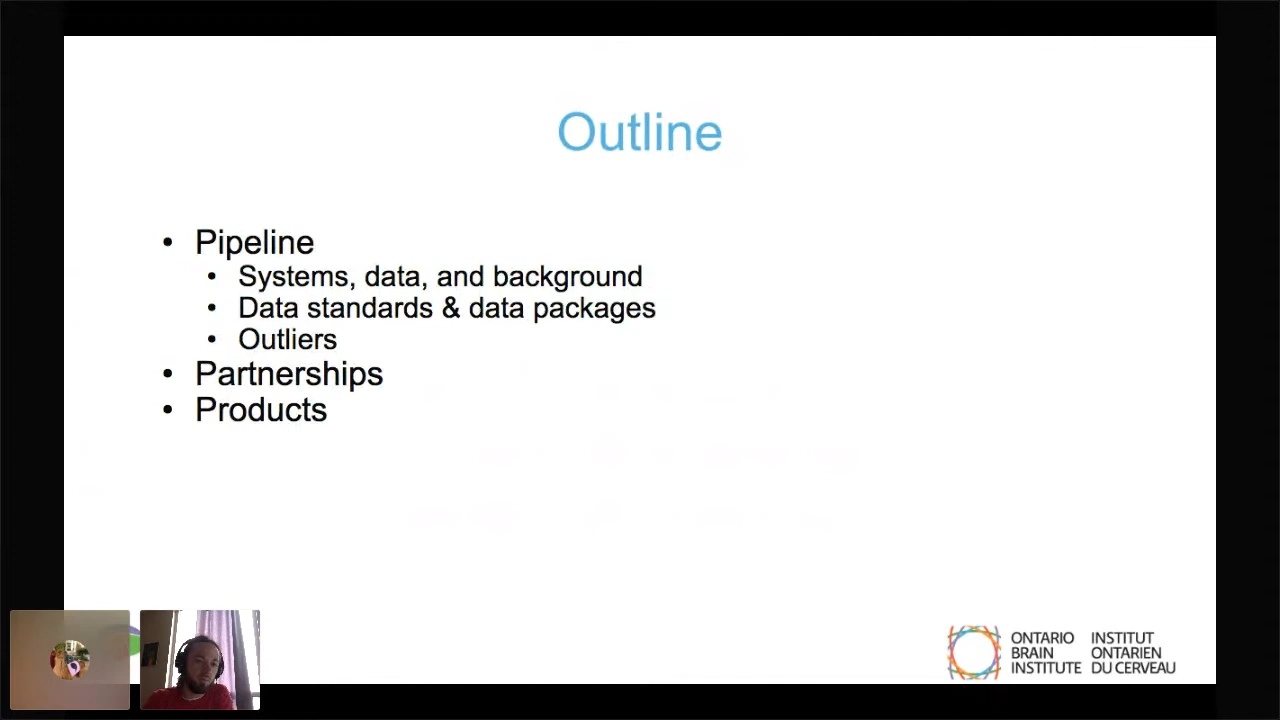 Outline
• Pipeline
• Systems, data, and background
• Data standards & data packages
• Outliers
• Partnerships
• Products
ONTARIO BRAIN INSTITUTE
INSTITUT ONTARIEN DU CERVEAU